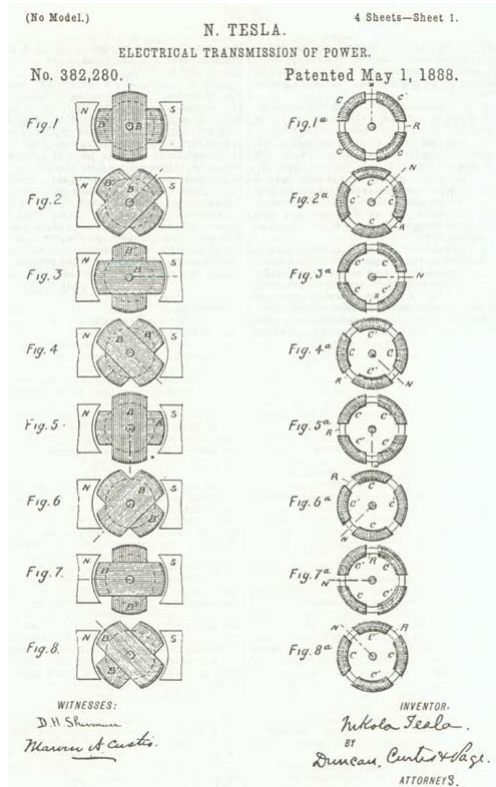 (No Model.)
4 Sheets—Sheet 1.
N. TESLA.
ELECTRICAL TRANSMISSION OF POWER.
No. 382,280.
Patented May 1, 1888.
Fig.1
N
B'
B
S
Fig.1ª
N
C
C'
R
C'
C
Fig.2
N
B'
B
S
Fig.2ª
N
C
C'
C'
C
R
Fig.3
N
B'
B
S
Fig.3ª
C'
C
N
C
C'
R
Fig.4
N
B
B'
S
Fig.4ª
C'
C
C
C'
R
N
Fig.5
N
B
S
Fig.5ª
C
C'
R
C'
C
Fig.6
N
B
B'
S
Fig.6ª
R
C
C'
C
N
Fig.7.
N
B
B'
S
Fig.7ª
R
C'
C
N
C
C'
Fig.8.
N
B'
B
S
Fig.8ª
N
R
C'
C
C
C'
WITNESSES:
INVENTOR.
D.H. Sherman
Nikola Tesla.
Marvin A. Curtis.
BY
Duncan, Curtis & Page.
ATTORNEYS.